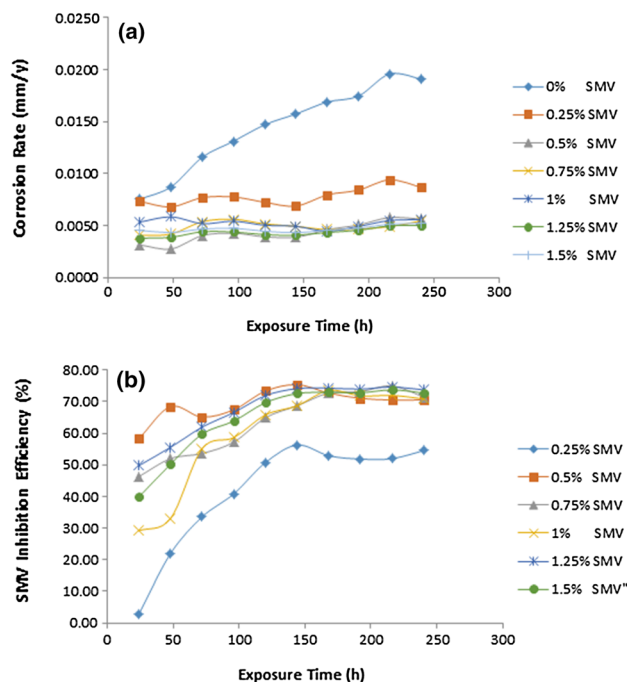 (a)
Corrosion Rate (mm/y)
0.0250
0.0200
0.0150
0.0100
0.0050
0.0000
0 50 100 150 200 250 300
Exposure Time (h)
0% SMV
0.25% SMV
0.5% SMV
0.75% SMV
1% SMV
1.25% SMV
1.5% SMV
(b)
SMV Inhibition Efficiency (%)
80.00
70.00
60.00
50.00
40.00
30.00
20.00
10.00
0.00
0 50 100 150 200 250 300
Exposure Time (h)
0.25% SMV
0.5% SMV
0.75% SMV
1% SMV
1.25% SMV
1.5% SMV"